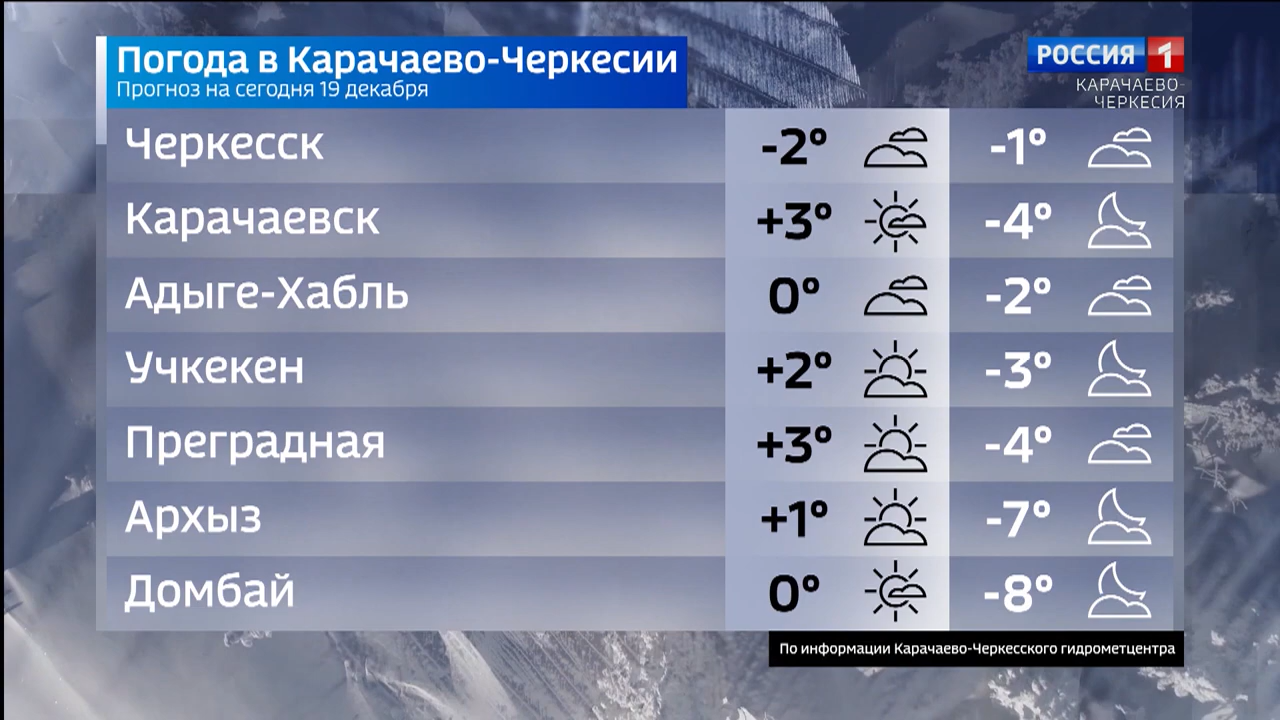 Погода в Карачаево-Черкесии
Прогноз на сегодня 19 декабря
РОССИЯ 1
КАРАЧАЕВО-
ЧЕРКЕСИЯ
Черкесск -2° -1°
Карачаевск +3° -4°
Адыге-Хабль 0° -2°
Учкекен +2° -3°
Преградная +3° -4°
Архыз +1° -7°
Домбай 0° -8°
По информации Карачаево-Черкесского гидрометцентра